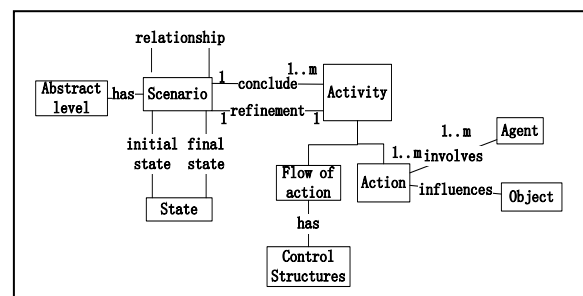 relationship
Abstract
level
has
Scenario
1
conclude
1..m
Activity
1
refinement
1
initial
state
final
state
State
Flow of
action
has
Control
Structures
1..m
Action
involves
1..m
Agent
influences
Object